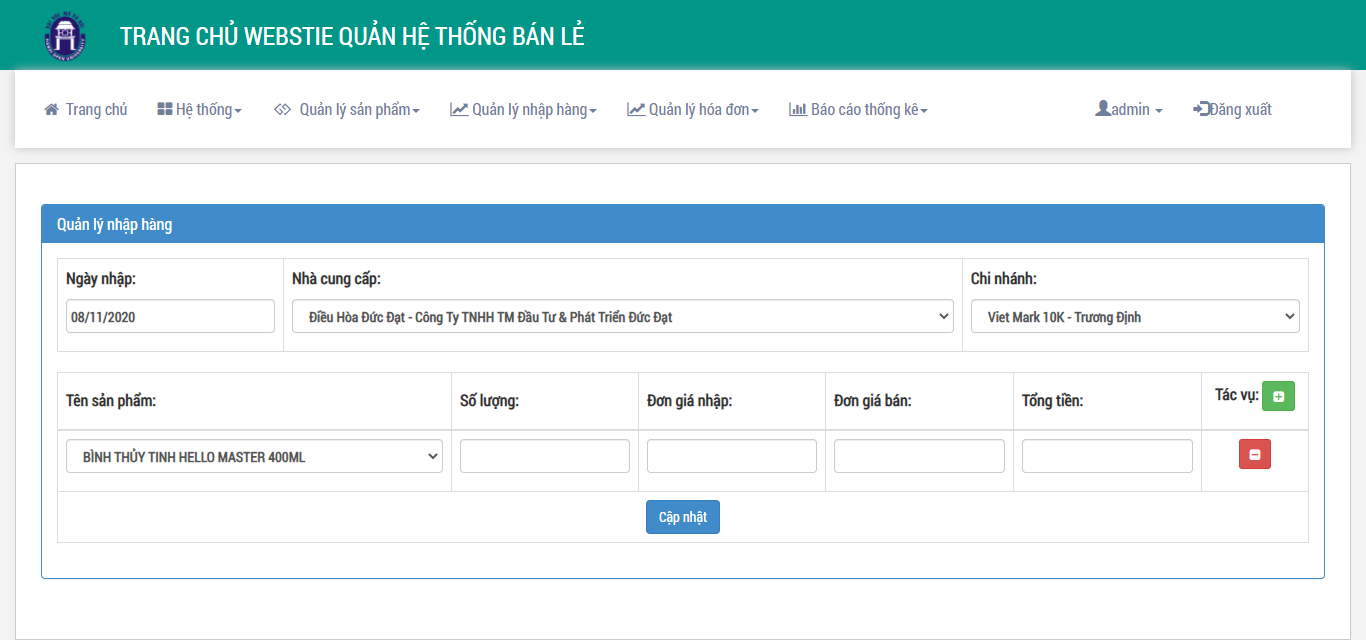 TRANG CHỦ WEBSTIE QUẢN HỆ THỐNG BÁN LẺ
Trang chủ Hệ thống Quản lý sản phẩm Quản lý nhập hàng Quản lý hóa đơn Báo cáo thống kê admin Đăng xuất
Quản lý nhập hàng
Ngày nhập: Nhà cung cấp: Chi nhánh:
08/11/2020 Điều Hòa Đức Đạt - Công Ty TNHH TM Đầu Tư & Phát Triển Đức Đạt Viet Mark 10K - Trương Định
Tên sản phẩm: Số lượng: Đơn giá nhập: Đơn giá bán: Tổng tiền: Tác vụ:
BÌNH THỦY TINH HELLO MASTER 400ML
Cập nhật